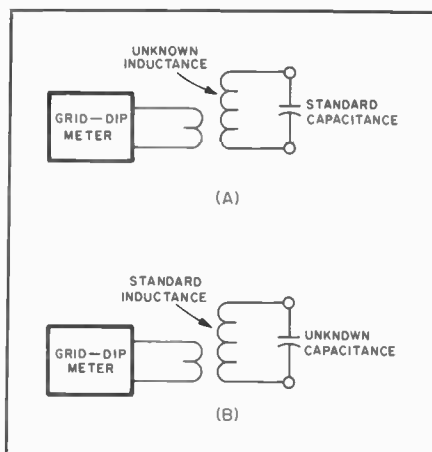 UNKNOWN
INDUCTANCE
GRID-DIP
METER
STANDARD
CAPACITANCE
(A)
STANDARD
INDUCTANCE
GRID-DIP
METER
UNKNOWN
CAPACITANCE
(B)